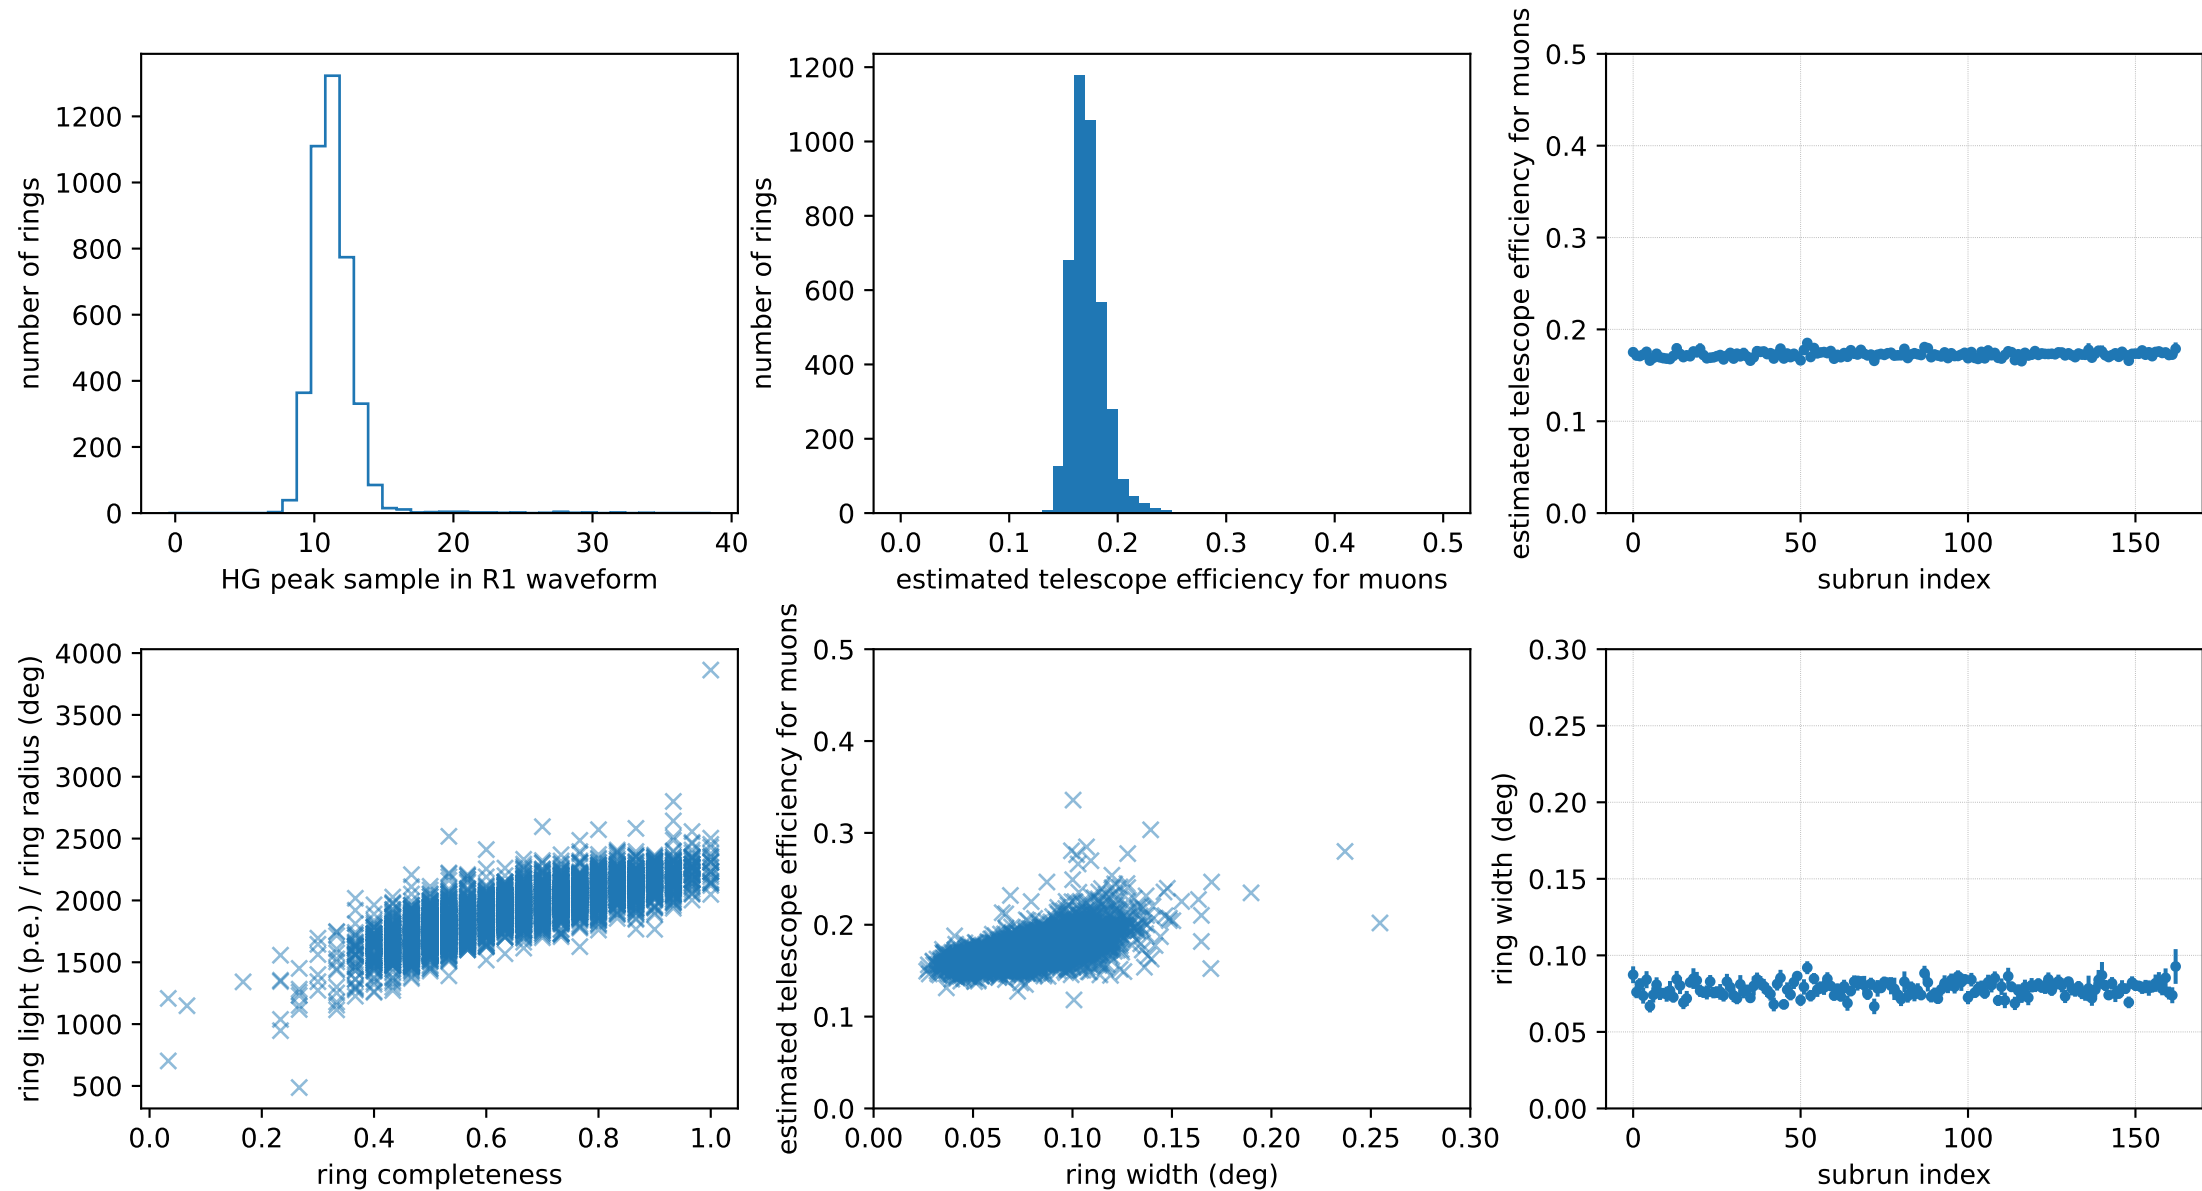 number of rings
1200
1000
800
600
400
200
0
0 10 20 30 40
HG peak sample in R1 waveform
number of rings
1200
1000
800
600
400
200
0
0.0 0.1 0.2 0.3 0.4 0.5
estimated telescope efficiency for muons
estimated telescope efficiency for muons
0.5
0.4
0.3
0.2
0.1
0.0
0 50 100 150
subrun index
ring light (p.e.) / ring radius (deg)
4000
3500
3000
2500
2000
1500
1000
500
0.0 0.2 0.4 0.6 0.8 1.0
ring completeness
estimated telescope efficiency for muons
0.5
0.4
0.3
0.2
0.1
0.0
0.00 0.05 0.10 0.15 0.20 0.25 0.30
ring width (deg)
ring width (deg)
0.30
0.25
0.20
0.15
0.10
0.05
0.00
0 50 100 150
subrun index